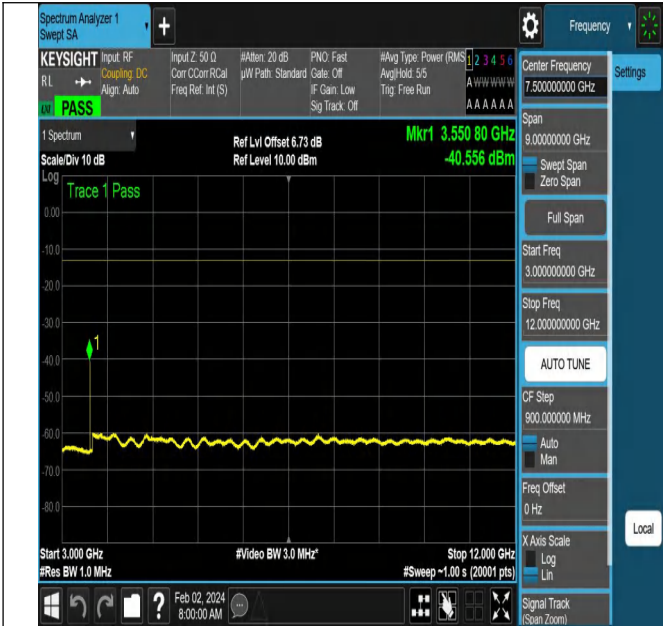 Spectrum Analyzer 1
Swept SA
+
Frequency
KEYSIGHT
RL
Input: RF
Coupling: DC
Align: Auto
Input Z: 50 Ω
Corr CCorr RCal
Freq Ref: Int (S)
#Atten: 20 dB
µW Path: Standard
PNO: Fast
Gate: Off
IF Gain: Low
Sig Track: Off
#Avg Type: Power (RMS
Avg|Hold: 5/5
Trig: Free Run
1 2 3 4 5 6
A W W W W W
A A A A A A
PASS
1 Spectrum
Scale/Div 10 dB
Log
Ref Lvl Offset 6.73 dB
Ref Level 10.00 dBm
Mkr1 3.550 80 GHz
-40.556 dBm
Trace 1 Pass
0.00
-10.0
-20.0
-30.0
1
-40.0
-50.0
-60.0
-70.0
-80.0
Start 3.000 GHz
#Res BW 1.0 MHz
#Video BW 3.0 MHz*
Stop 12.000 GHz
#Sweep ~1.00 s (20001 pts)
Feb 02, 2024
8:00:00 AM
Center Frequency
7.500000000 GHz
Settings
Span
9.00000000 GHz
Swept Span
Zero Span
Full Span
Start Freq
3.000000000 GHz
Stop Freq
12.000000000 GHz
AUTO TUNE
CF Step
900.000000 MHz
Auto
Man
Freq Offset
0 Hz
X Axis Scale
Log
Lin
Local
Signal Track
(Span Zoom)